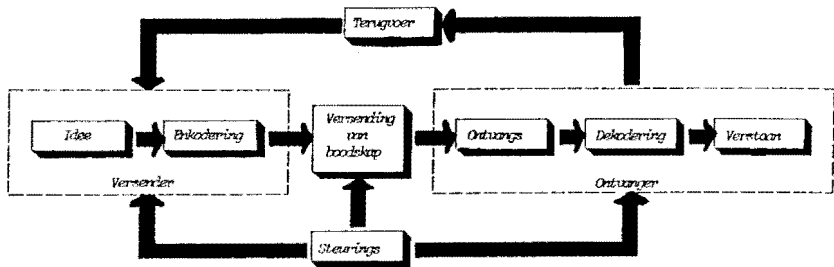 Terugvoer
Idee
Enkodering
Versending
van
boodskap
Ontvangs
Dekodering
Verstaan
Versender
Ontvanger
Steurings